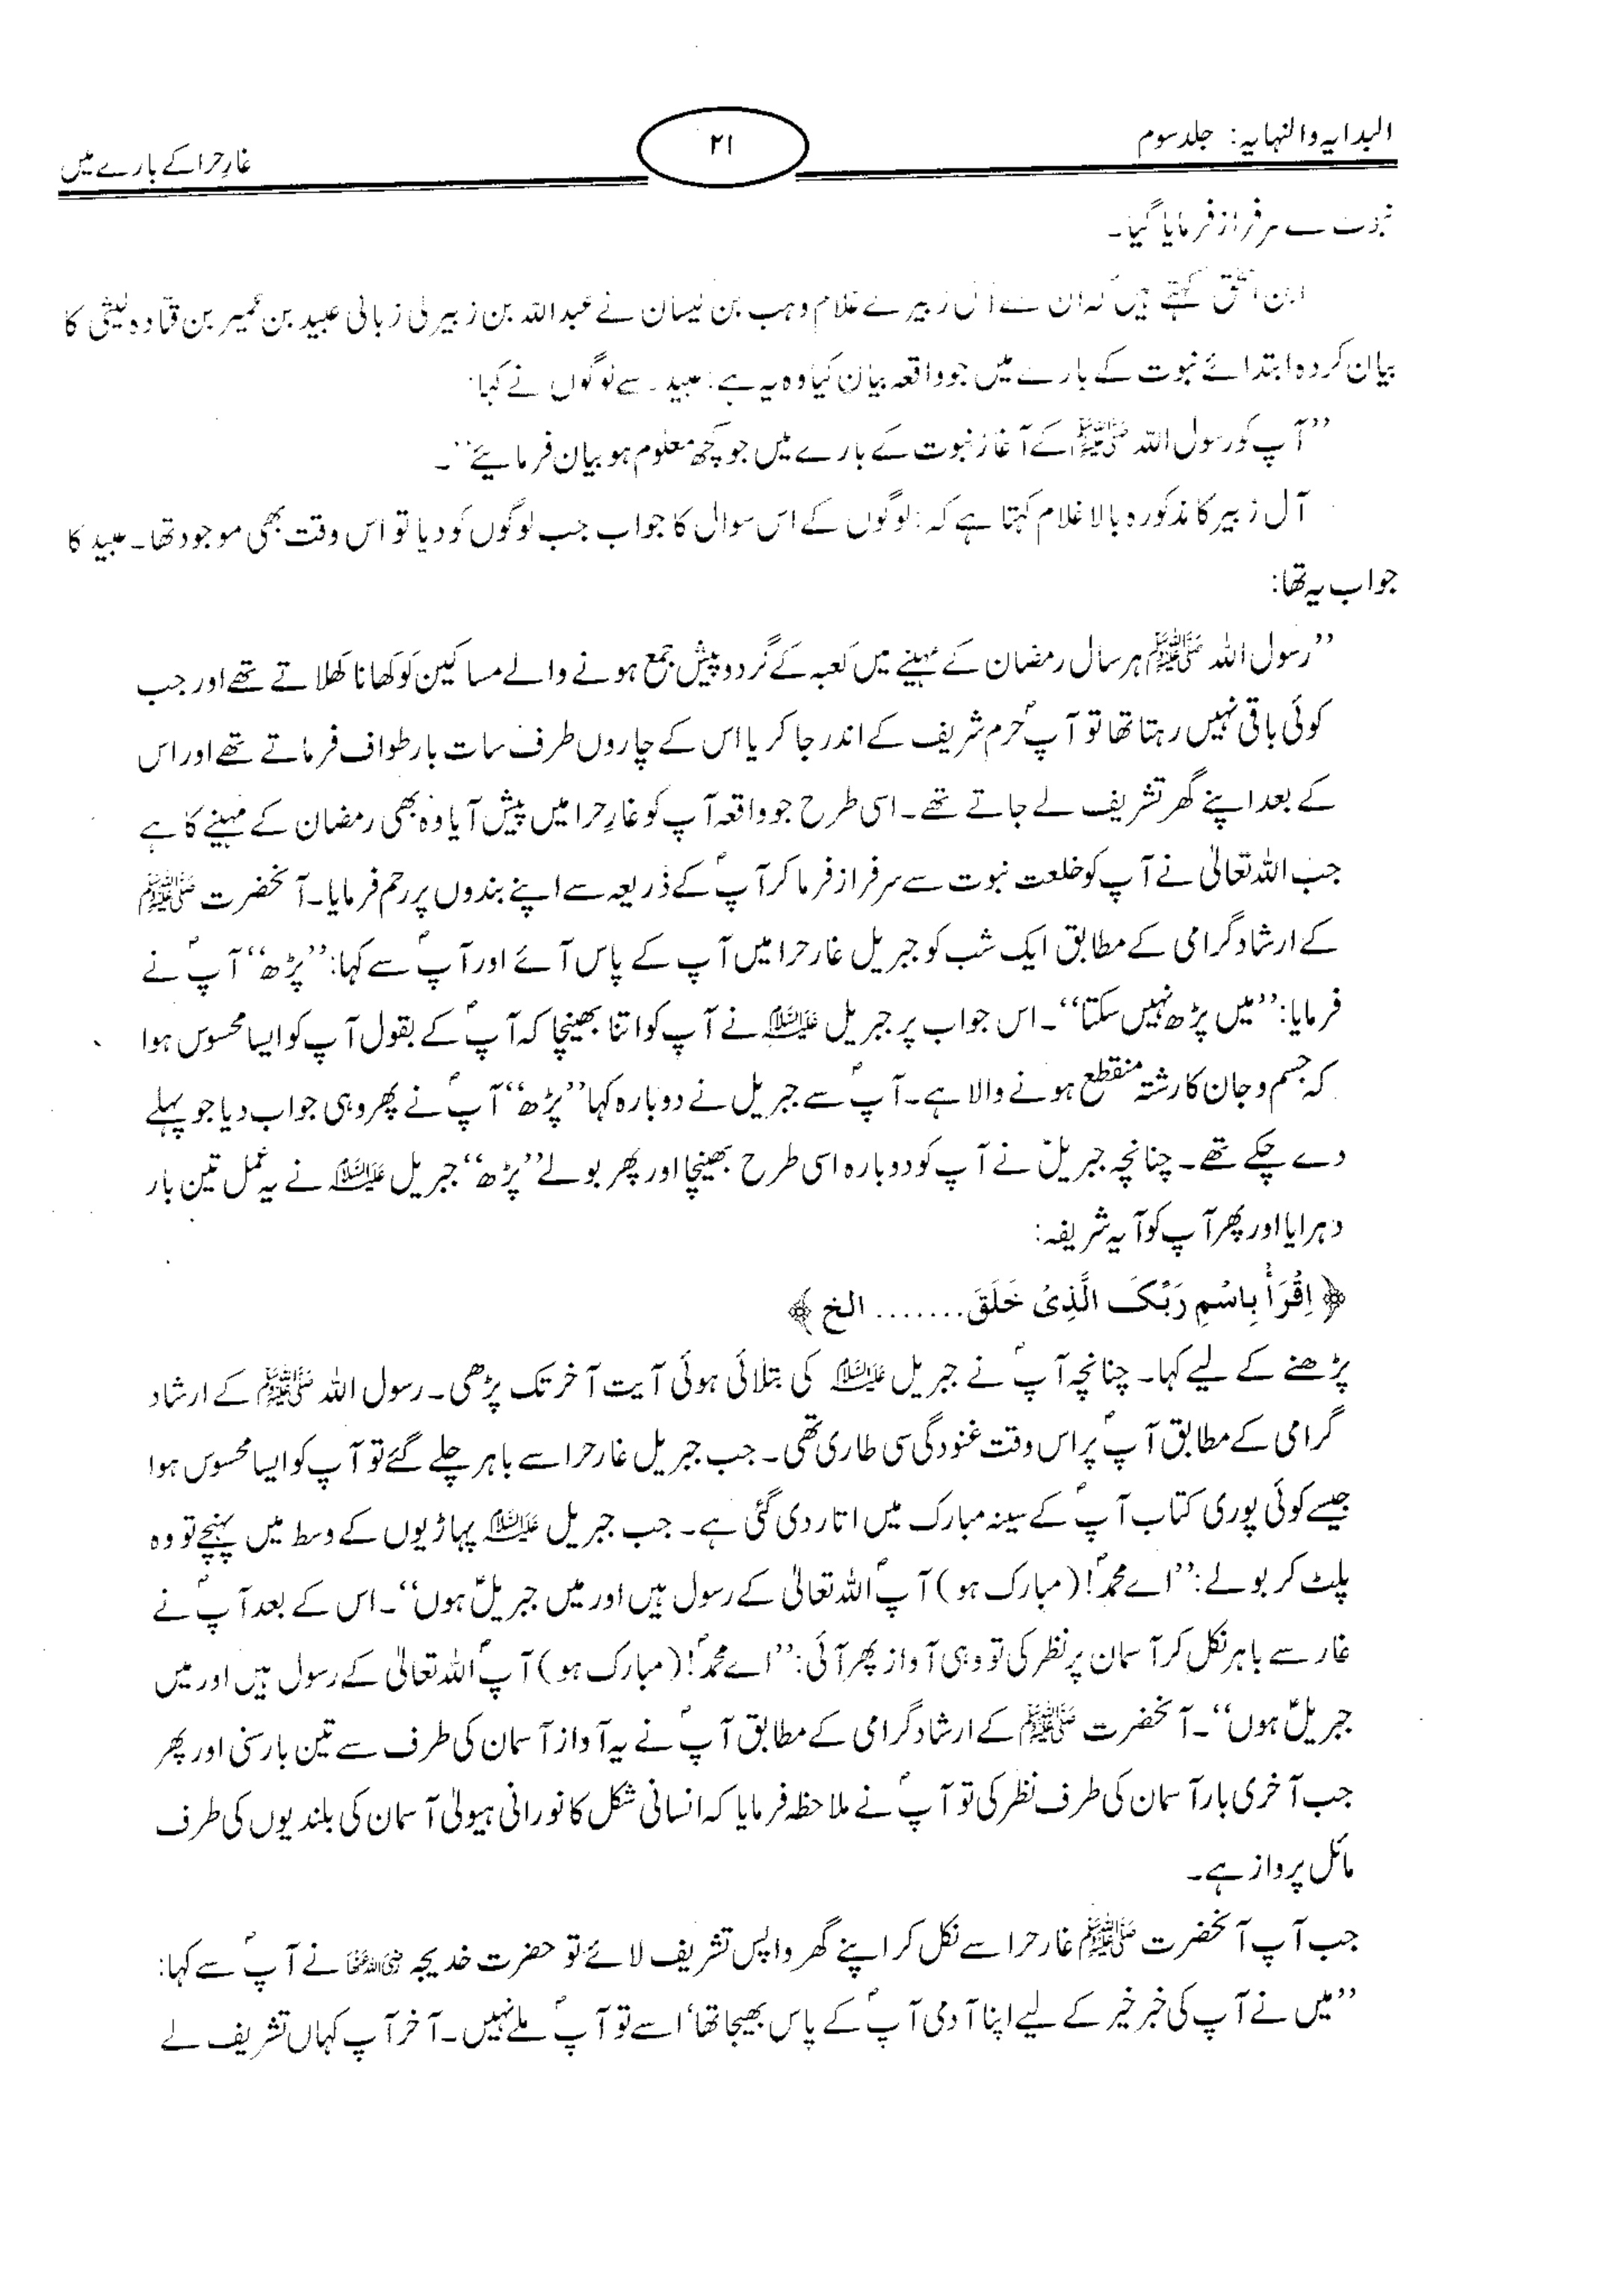 البدایہ والنہایہ: جلد سوم
۲۱
غارِ حرا کے بارے میں
نبوت سے سرفراز فرمایا گیا۔
ابن اسحٰق کہتے ہیں کہ ان سے آل زبیر کے غلام وہب بن کیسان نے عبداللہ بن زبیر کی زبانی عبید بن عمیر بن قتادہ لیثی کا
بیان کردہ ابتدائے نبوت کے بارے میں جو واقعہ بیان کیا وہ یہ ہے: عبید سے لوگوں نے کہا:
’’آپ کو رسول اللہ ﷺ کے آغاز نبوت کے بارے میں جو کچھ معلوم ہو بیان فرمائیے‘‘۔
آل زبیر کا مذکورہ بالا غلام کہتا ہے کہ: لوگوں کے اس سوال کا جواب جب لوگوں کو دیا تو اس وقت بھی موجود تھا۔ عبید کا
جواب یہ تھا:
’’رسول اللہ ﷺ ہر سال رمضان کے مہینے میں کعبہ کے گردوپیش جمع ہونے والے مساکین کو کھانا کھلاتے تھے اور جب
کوئی باقی نہیں رہتا تھا تو آپؐ حرم شریف کے اندر جا کر یا اس کے چاروں طرف سات بار طواف فرماتے تھے اور اس
کے بعد اپنے گھر تشریف لے جاتے تھے۔ اسی طرح جو واقعہ آپ کو غارِ حرا میں پیش آیا وہ بھی رمضان کے مہینے کا ہے
جب اللہ تعالیٰ نے آپ کو خلعت نبوت سے سرفراز فرما کر آپؐ کے ذریعہ سے اپنے بندوں پر رحم فرمایا۔ آنحضرت ﷺ
کے ارشاد گرامی کے مطابق ایک شب کو جبریل غار حرا میں آپ کے پاس آئے اور آپؐ سے کہا: ’’پڑھ‘‘ آپؐ نے
فرمایا: ’’میں پڑھ نہیں سکتا‘‘۔ اس جواب پر جبریل علیہ السلام نے آپ کو اتنا بھینچا کہ آپؐ کے بقول آپ کو ایسا محسوس ہوا
کہ جسم و جان کا رشتہ منقطع ہونے والا ہے۔ آپؐ سے جبریل نے دوبارہ کہا ’’پڑھ‘‘ آپؐ نے پھر وہی جواب دیا جو پہلے
دے چکے تھے۔ چنانچہ جبریلؑ نے آپ کو دوبارہ اسی طرح بھینچا اور پھر بولے ’’پڑھ‘‘ جبریل علیہ السلام نے یہ عمل تین بار
دہرایا اور پھر آپ کو آیہ شریفہ:
﴿ اِقْرَأْ بِاسْمِ رَبِّکَ الَّذِیْ خَلَقَ....... الخ ﴾
پڑھنے کے لیے کہا۔ چنانچہ آپؐ نے جبریل علیہ السلام کی بتلائی ہوئی آیت آخر تک پڑھی۔ رسول اللہ ﷺ کے ارشاد
گرامی کے مطابق آپؐ پر اس وقت غنودگی سی طاری تھی۔ جب جبریل غار حرا سے باہر چلے گئے تو آپ کو ایسا محسوس ہوا
جیسے کوئی پوری کتاب آپؐ کے سینہ مبارک میں اتار دی گئی ہے۔ جب جبریل علیہ السلام پہاڑیوں کے وسط میں پہنچے تو وہ
پلٹ کر بولے: ’’اے محمدؐ! (مبارک ہو) آپؐ اللہ تعالیٰ کے رسول ہیں اور میں جبریلؑ ہوں‘‘۔ اس کے بعد آپؐ نے
غار سے باہر نکل کر آسمان پر نظر کی تو وہی آواز پھر آئی: ’’اے محمدؐ! (مبارک ہو) آپؐ اللہ تعالیٰ کے رسول ہیں اور میں
جبریلؑ ہوں‘‘۔ آنحضرت ﷺ کے ارشاد گرامی کے مطابق آپؐ نے یہ آواز آسمان کی طرف سے تین بار سنی اور پھر
جب آخری بار آسمان کی طرف نظر کی تو آپؐ نے ملاحظہ فرمایا کہ انسانی شکل کا نورانی ہیولیٰ آسمان کی بلندیوں کی طرف
مائل پرواز ہے۔
جب آپ آنحضرت ﷺ غار حرا سے نکل کر اپنے گھر واپس تشریف لائے تو حضرت خدیجہ رضی اللہ عنہا نے آپؐ سے کہا:
’’میں نے آپ کی خبر خیر کے لیے اپنا آدمی آپؐ کے پاس بھیجا تھا‘ اسے تو آپؐ ملے نہیں۔ آخر آپ کہاں تشریف لے